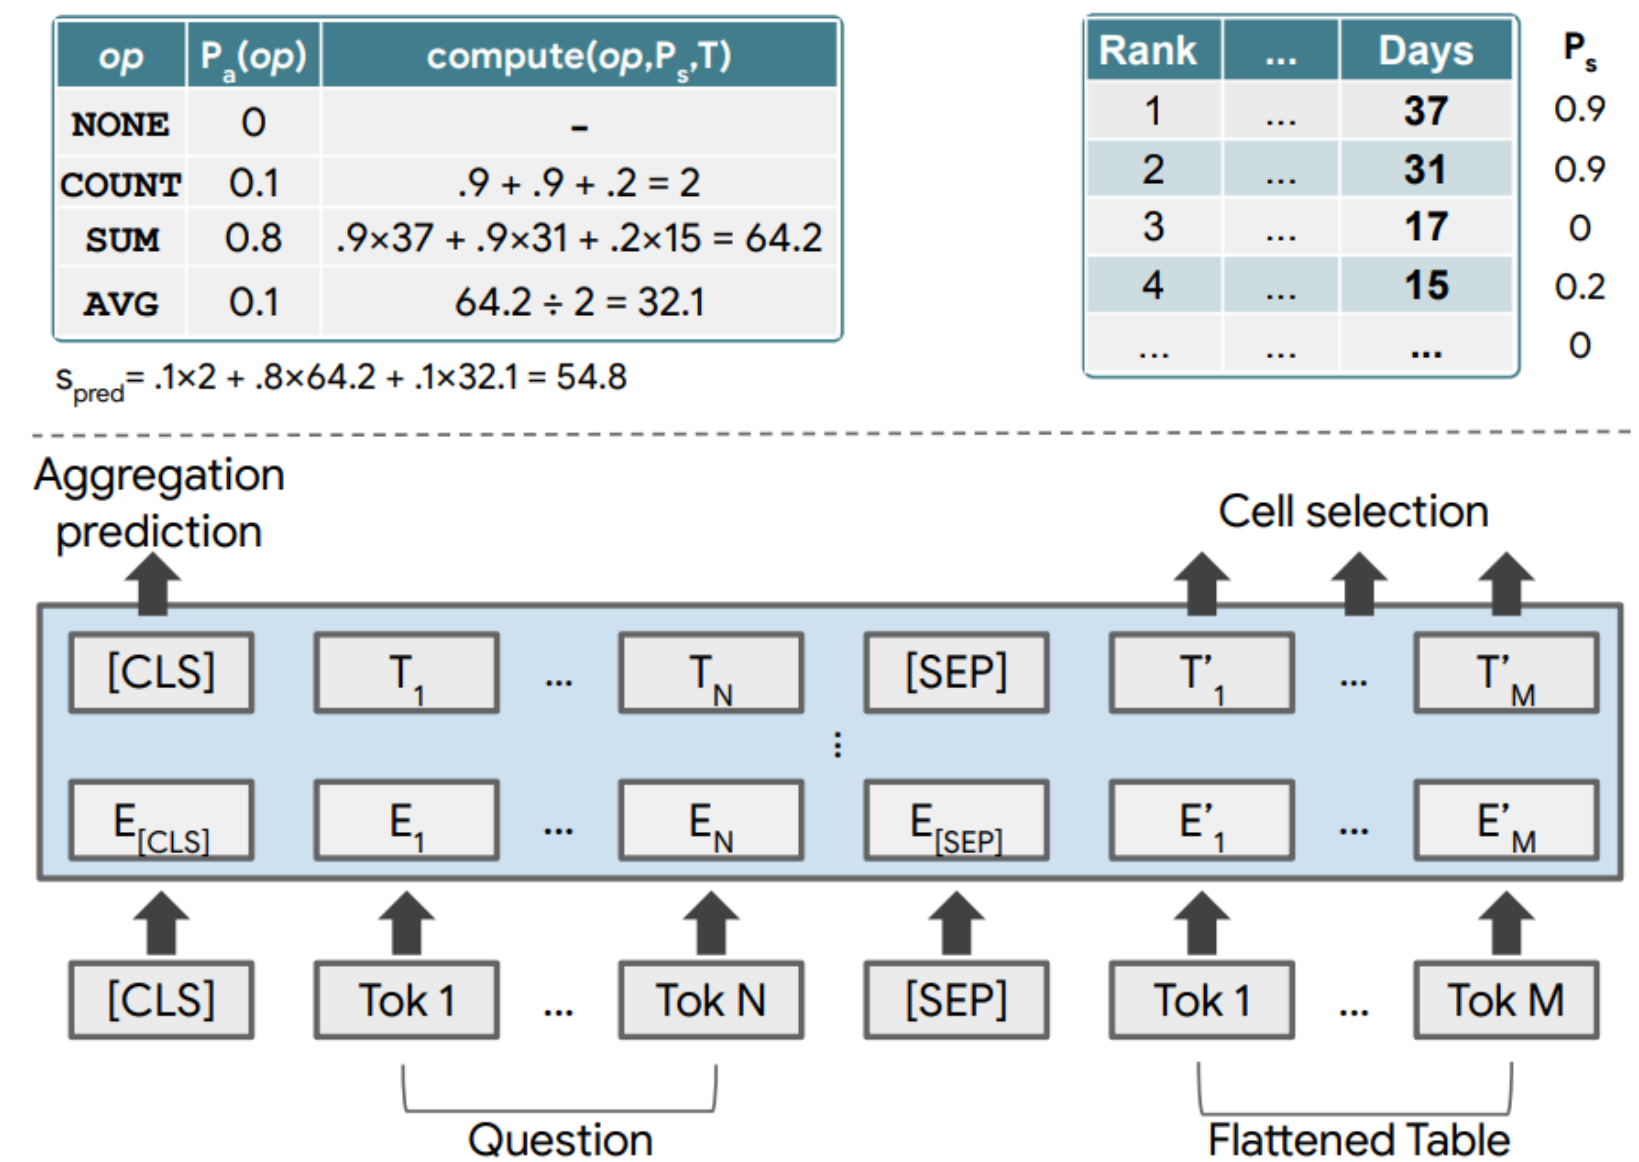 op P_a(op) compute(op,P_s,T)
NONE 0 –
COUNT 0.1 .9 + .9 + .2 = 2
SUM 0.8 .9×37 + .9×31 + .2×15 = 64.2
AVG 0.1 64.2 ÷ 2 = 32.1
s_pred= .1×2 + .8×64.2 + .1×32.1 = 54.8
Rank ... Days P_s
1 ... 37 0.9
2 ... 31 0.9
3 ... 17 0
4 ... 15 0.2
... ... ... 0
Aggregation
prediction
Cell selection
[CLS] T_1 ... T_N [SEP] T’_1 ... T’_M
⋮
E_[CLS] E_1 ... E_N E_[SEP] E’_1 ... E’_M
[CLS] Tok 1 ... Tok N [SEP] Tok 1 ... Tok M
Question Flattened Table